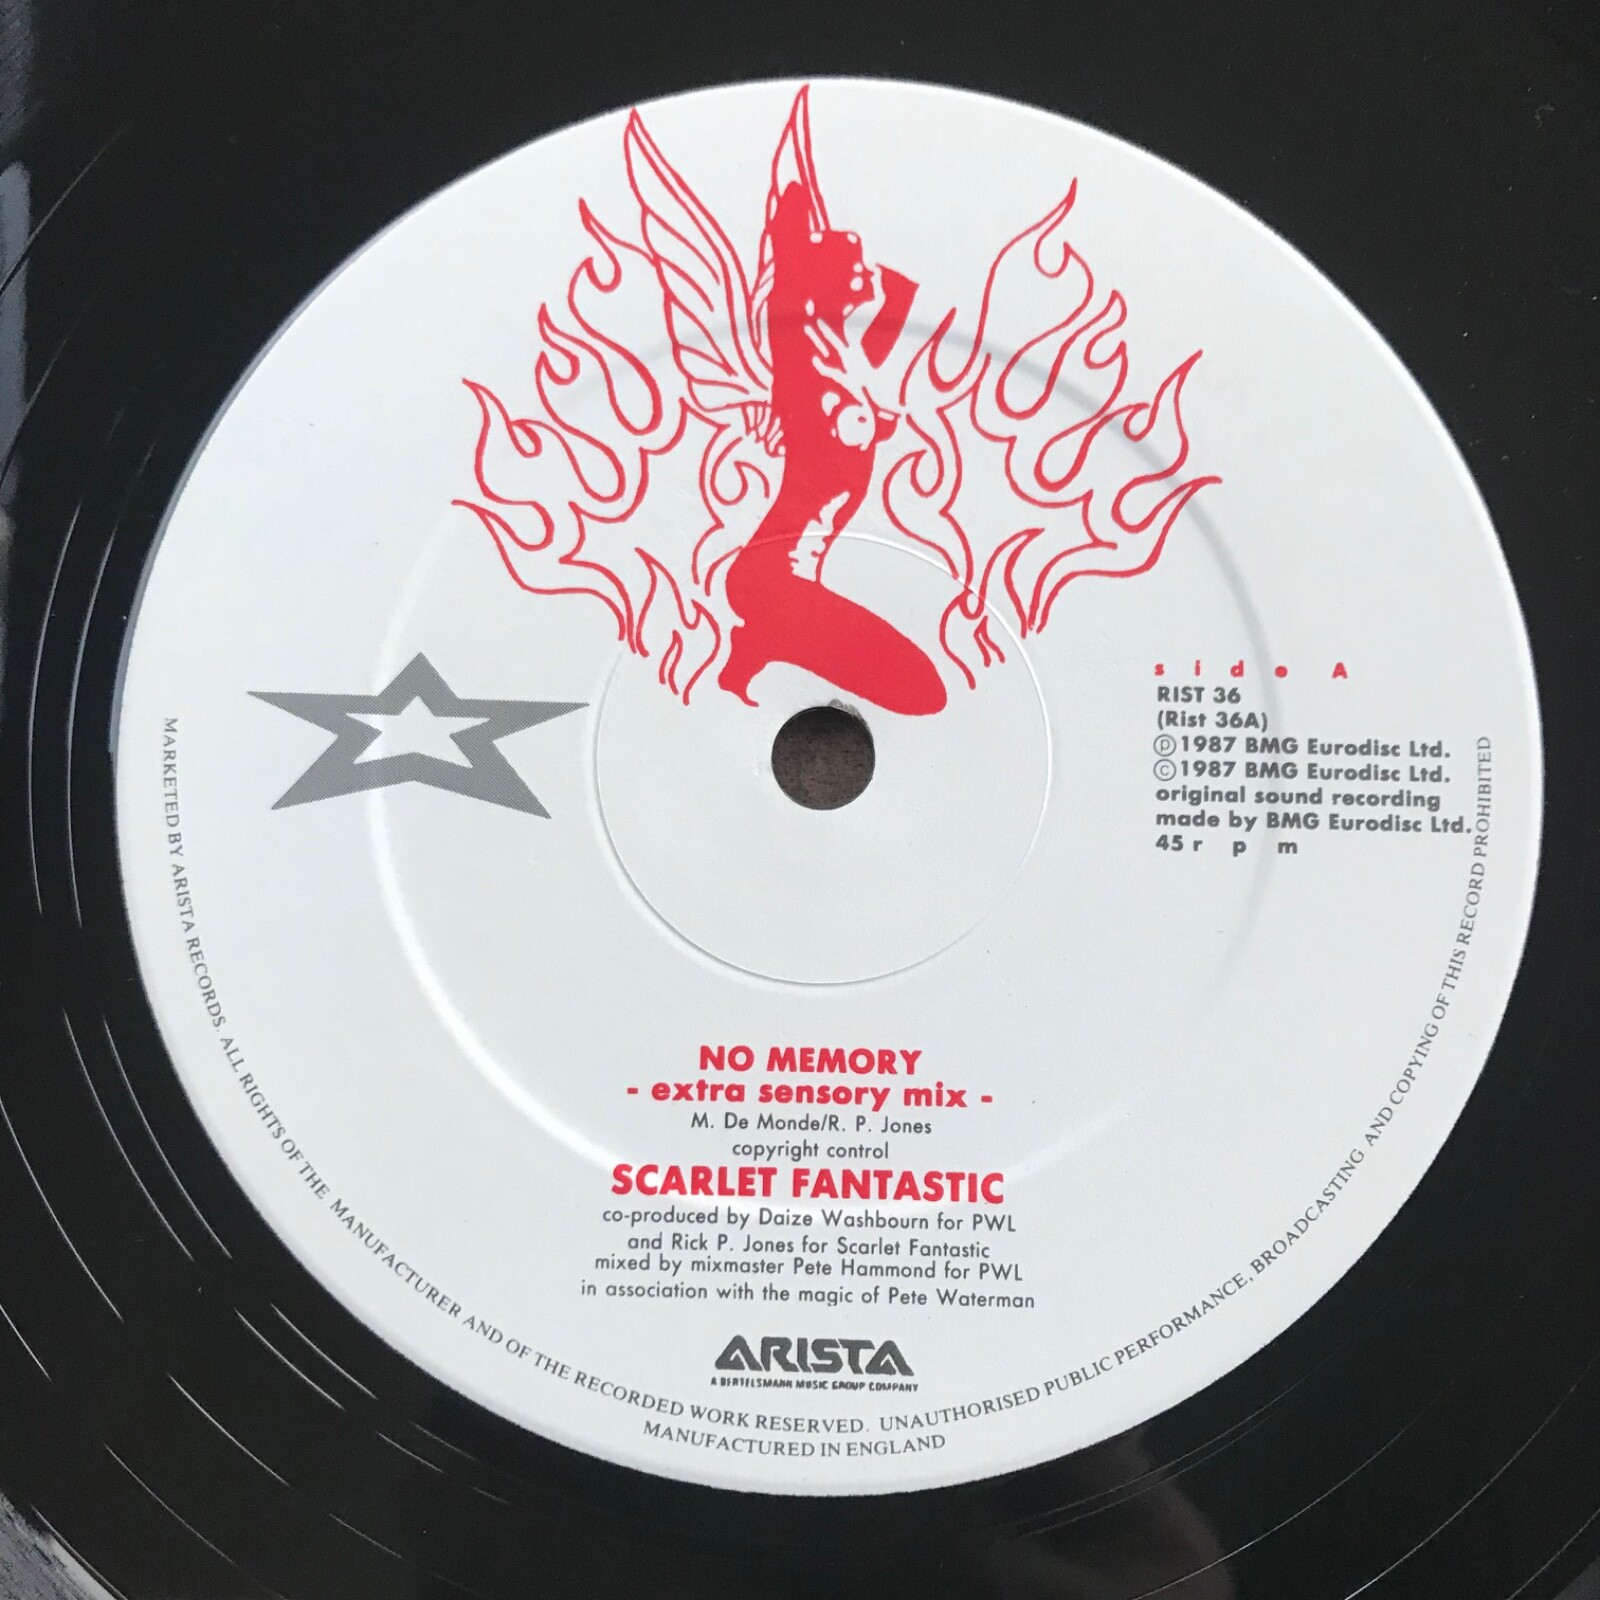 side A
RIST 36
(Rist 36A)
Ⓟ1987 BMG Eurodisc Ltd.
©1987 BMG Eurodisc Ltd.
original sound recording
made by BMG Eurodisc Ltd.
45 rpm
NO MEMORY
- extra sensory mix -
M. De Monde/R. P. Jones
copyright control
SCARLET FANTASTIC
co-produced by Daize Washbourn for PWL
and Rick P. Jones for Scarlet Fantastic
mixed by mixmaster Pete Hammond for PWL
in association with the magic of Pete Waterman
ARISTA
A BERTELSMANN MUSIC GROUP COMPANY
MARKETED BY ARISTA RECORDS. ALL RIGHTS OF THE MANUFACTURER AND OF THE RECORDED WORK RESERVED. UNAUTHORISED PUBLIC PERFORMANCE, BROADCASTING AND COPYING OF THIS RECORD PROHIBITED
MANUFACTURED IN ENGLAND